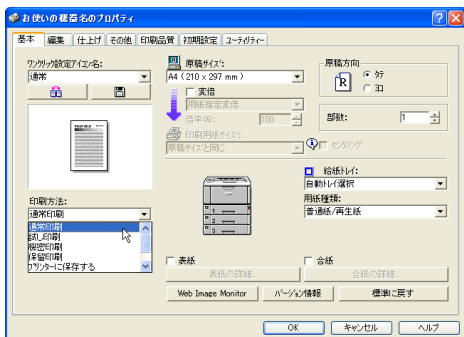 お使いの機器名のプロパティ
基本 編集 仕上げ その他 印刷品質 初期設定 ユーティリティー
ワンクリック設定アイコン名:
通常
印刷方法:
通常印刷
通常印刷
試し印刷
機密印刷
保留印刷
プリンターに保存する
原稿サイズ:
A4 (210 x 297 mm)
変倍
用紙指定変倍
倍率(%): 100
印刷用紙サイズ:
原稿サイズと同じ
原稿方向
R
タテ
ヨコ
部数: 1
センタリング
1
2
3
給紙トレイ:
自動トレイ選択
用紙種類:
普通紙/再生紙
表紙
表紙の詳細...
合紙
合紙の詳細...
Web Image Monitor バージョン情報 標準に戻す
OK キャンセル ヘルプ